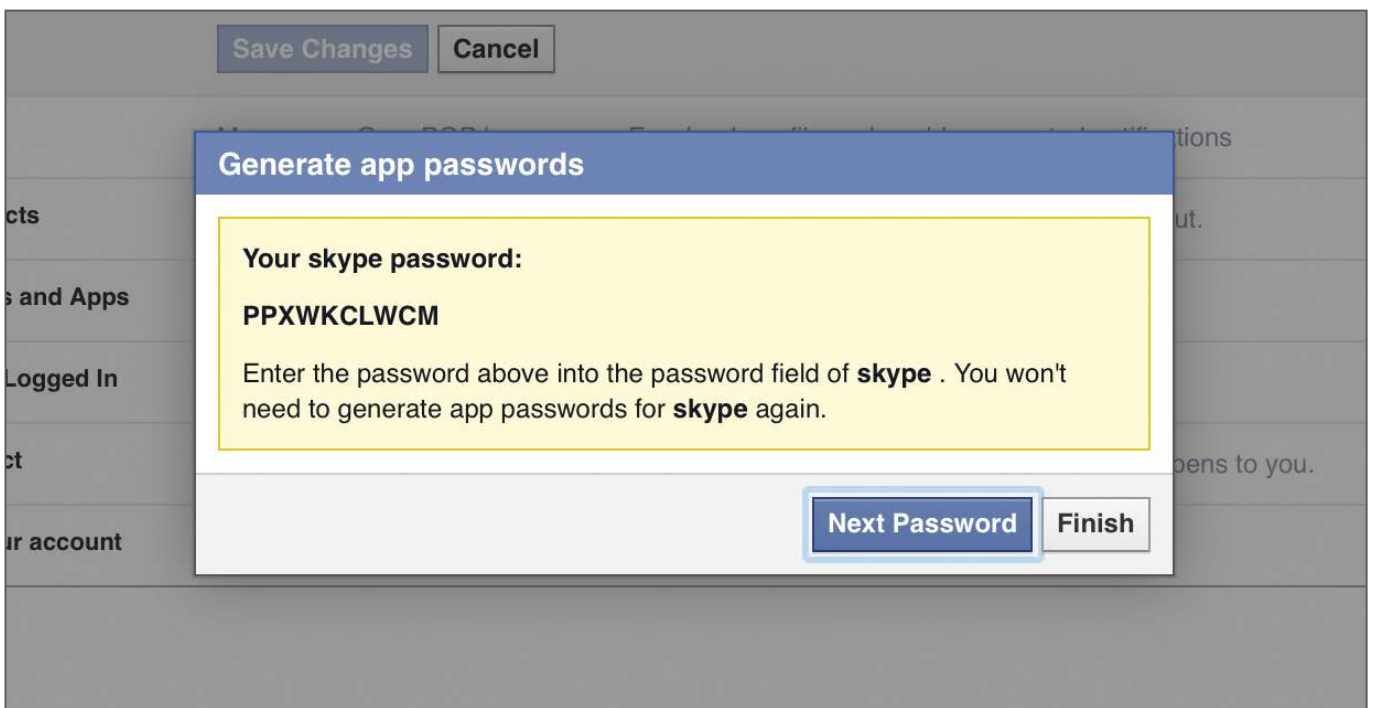 Save Changes Cancel
tions
Generate app passwords
cts
ut.
Your skype password:
s and Apps
PPXWKCLWCM
Logged In
Enter the password above into the password field of skype . You won't
need to generate app passwords for skype again.
ct
pens to you.
Next Password Finish
ur account